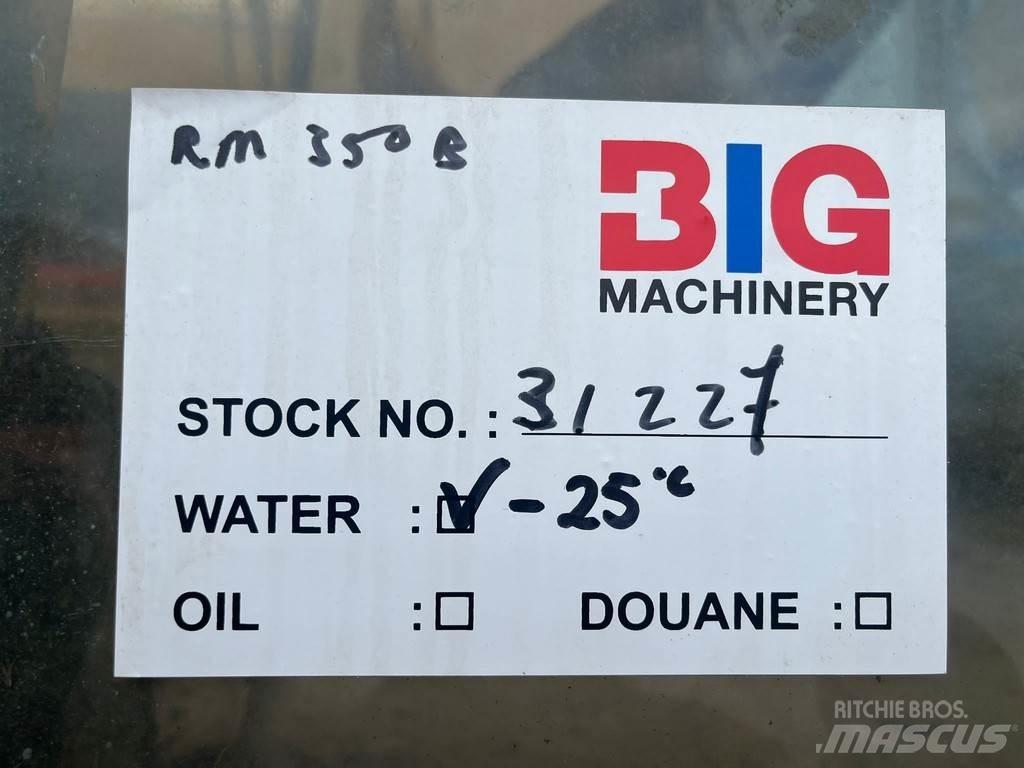 RM 350 B
BIG
MACHINERY
STOCK NO. : 31227
WATER : ☑ -25°C
OIL : ☐ DOUANE : ☐
RITCHIE BROS.
MASCUS